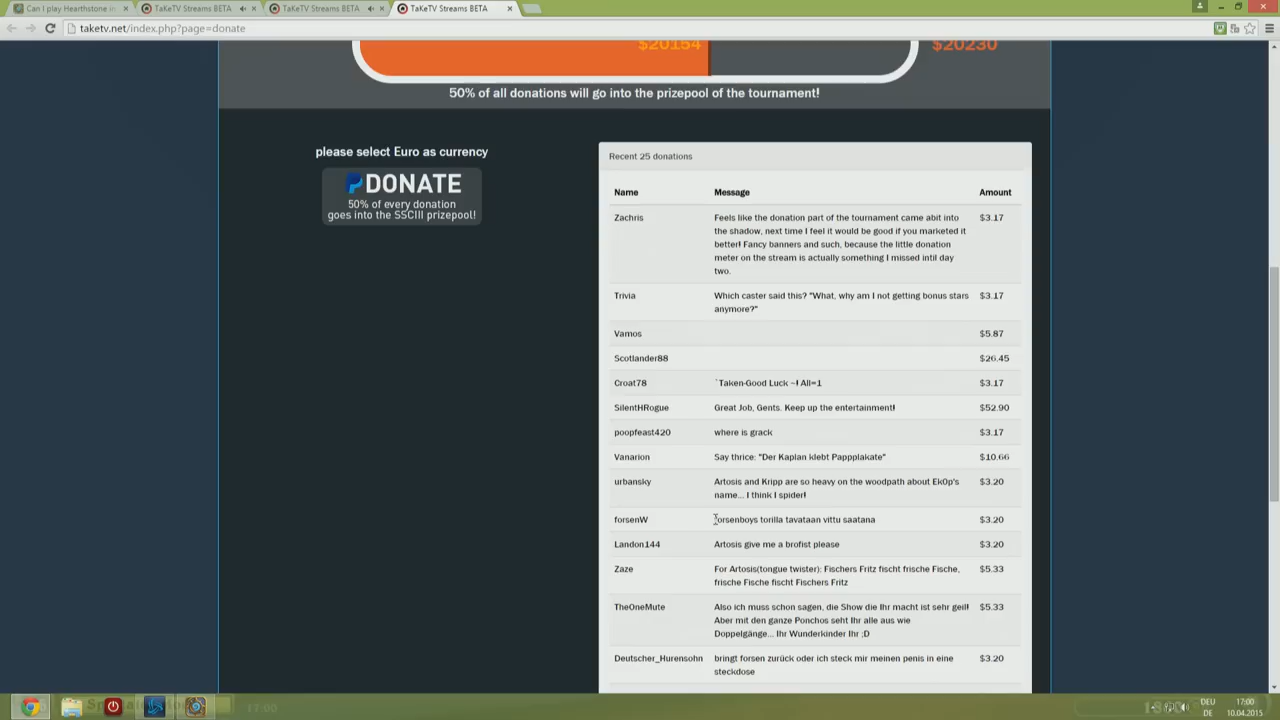 Can I play Hearthstone in
TaKeTV Streams BETA
TaKeTV Streams BETA
TaKeTV Streams BETA
taketv.net/index.php?page=donate
$20154
$20230
50% of all donations will go into the prizepool of the tournament!
please select Euro as currency
DONATE
50% of every donation
goes into the SSCIII prizepool!
Recent 25 donations
Name Message Amount
Zachris Feels like the donation part of the tournament came abit into $3.17
the shadow, next time I feel it would be good if you marketed it
better! Fancy banners and such, because the little donation
meter on the stream is actually something I missed intil day
two.
Trivia Which caster said this? "What, why am I not getting bonus stars $3.17
anymore?"
Vamos $5.87
Scotlander88 $26.45
Croat78 `Taken-Good Luck ~! All=1 $3.17
SilentHRogue Great Job, Gents. Keep up the entertainment! $52.90
poopfeast420 where is grack $3.17
Vanarion Say thrice: "Der Kaplan klebt Pappplakate" $10.66
urbansky Artosis and Kripp are so heavy on the woodpath about Ek0p's $3.20
name... I think I spider!
forsenW forsenboys torilla tavataan vittu saatana $3.20
Landon144 Artosis give me a brofist please $3.20
Zaze For Artosis(tongue twister): Fischers Fritz fischt frische Fische, $5.33
frische Fische fischt Fischers Fritz
TheOneMute Also ich muss schon sagen, die Show die Ihr macht ist sehr geil! $5.33
Aber mit den ganze Ponchos seht Ihr alle aus wie
Doppelgänge... Ihr Wunderkinder Ihr ;D
Deutscher_Hurensohn bringt forsen zurück oder ich steck mir meinen penis in eine $3.20
steckdose
17:00
DEU 17:00
DE 10.04.2015